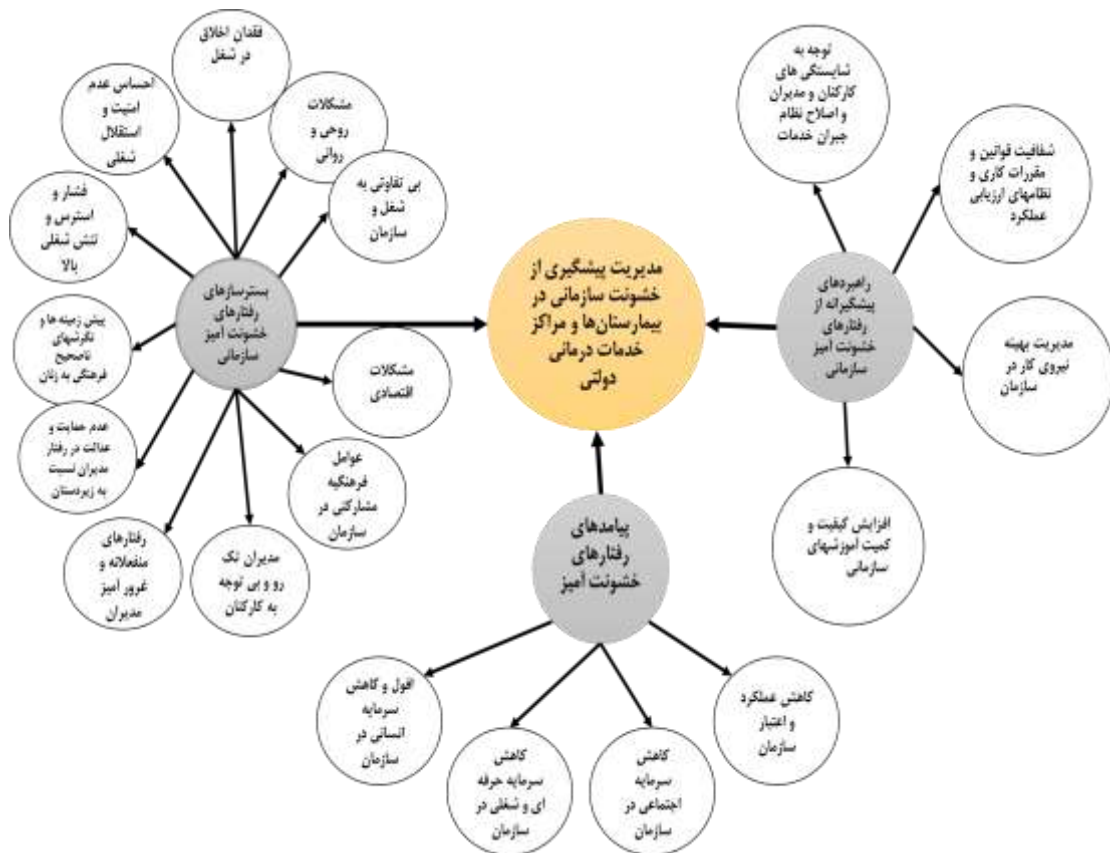 فقدان اخلاق
در شغل
احساس عدم
امنیت و
استقلال
شغلی
مشکلات
روحی و
روانی
بی تفاوتی به
شغل و
سازمان
فشار و
استرس و
تنش شغلی
بالا
بسترسازهای
رفتارهای
خشونت آمیز
سازمانی
پیش زمینه ها و
نگرشهای
ناصحیح
فرهنگی به زنان
مشکلات
اقتصادی
عدم حمایت و
عدالت در رفتار
مدیران نسبت
به زیردستان
عوامل
فرهنگیه
مشارکتی در
سازمان
رفتارهای
منفعلانه و
غرور آمیز
مدیران
مدیران تک
رو و بی توجه
به کارکنان
مدیریت پیشگیری از
خشونت سازمانی در
بیمارستان‌ها و مراکز
خدمات درمانی
دولتی
توجه به
شایستگی های
کارکنان و مدیران
و اصلاح نظام
جبران خدمات
شفافیت قوانین و
مقررات کاری و
نظامهای ارزیابی
عملکرد
راهبردهای
پیشگیرانه از
رفتارهای
خشونت آمیز
سازمانی
مدیریت بهینه
نیروی کار در
سازمان
افزایش کیفیت و
کمیت آموزشهای
سازمانی
پیامدهای
رفتارهای
خشونت آمیز
افول و کاهش
سرمایه
انسانی در
سازمان
کاهش
سرمایه حرفه
ای و شغلی در
سازمان
کاهش
سرمایه
اجتماعی در
سازمان
کاهش عملکرد
و اعتبار
سازمان